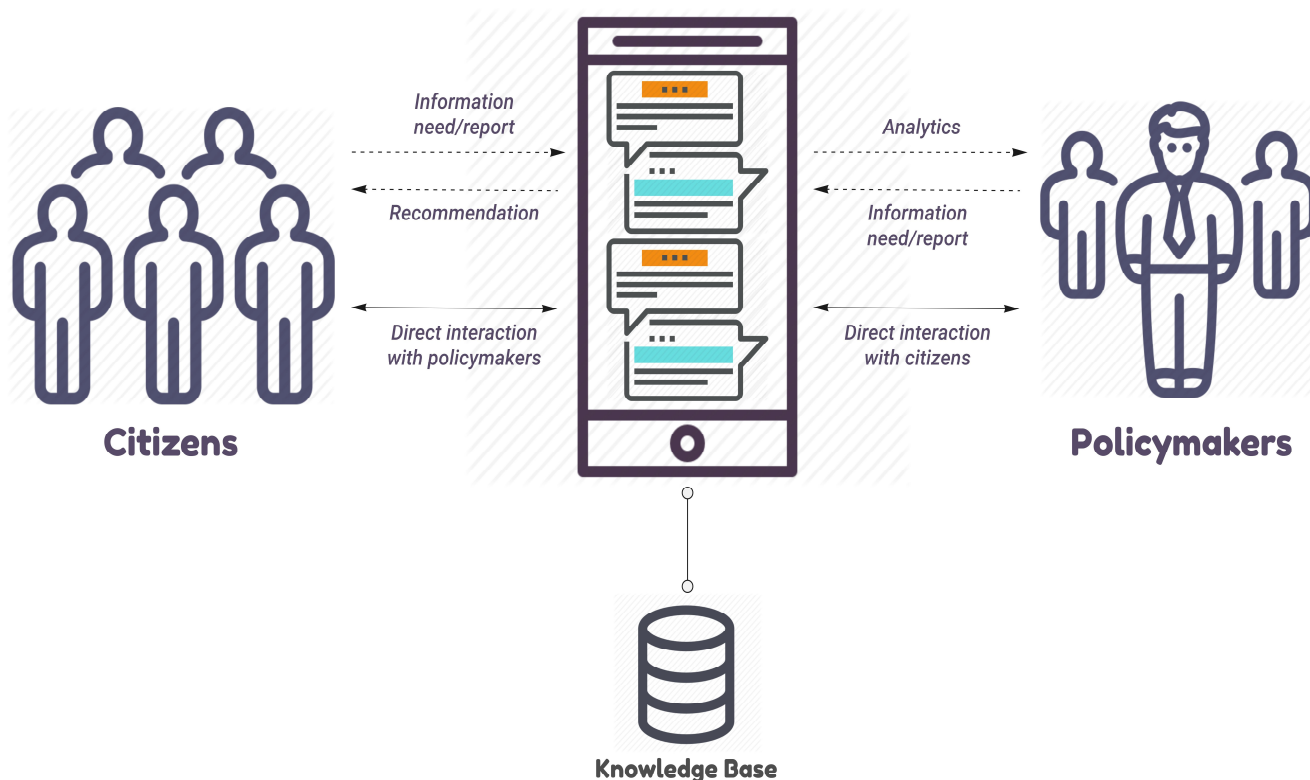 Information
need/report
Recommendation
Direct interaction
with policymakers
Citizens
Analytics
Information
need/report
Direct interaction
with citizens
Policymakers
Knowledge Base